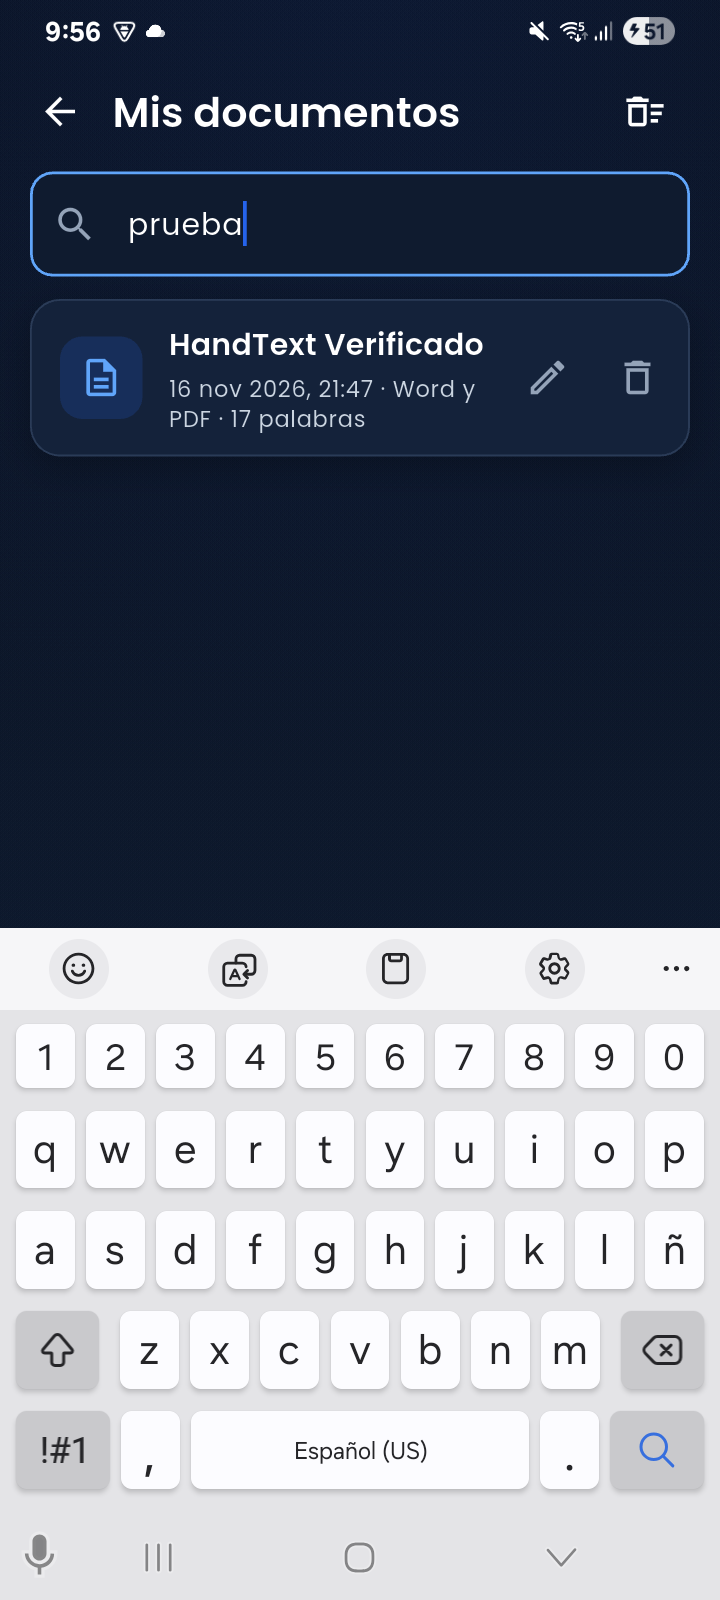 9:56
5
51
Mis documentos
prueba
HandText Verificado
16 nov 2026, 21:47 · Word y
PDF · 17 palabras
A
1 2 3 4 5 6 7 8 9 0
q w e r t y u i o p
a s d f g h j k l ñ
z x c v b n m
!#1 , Español (US) .